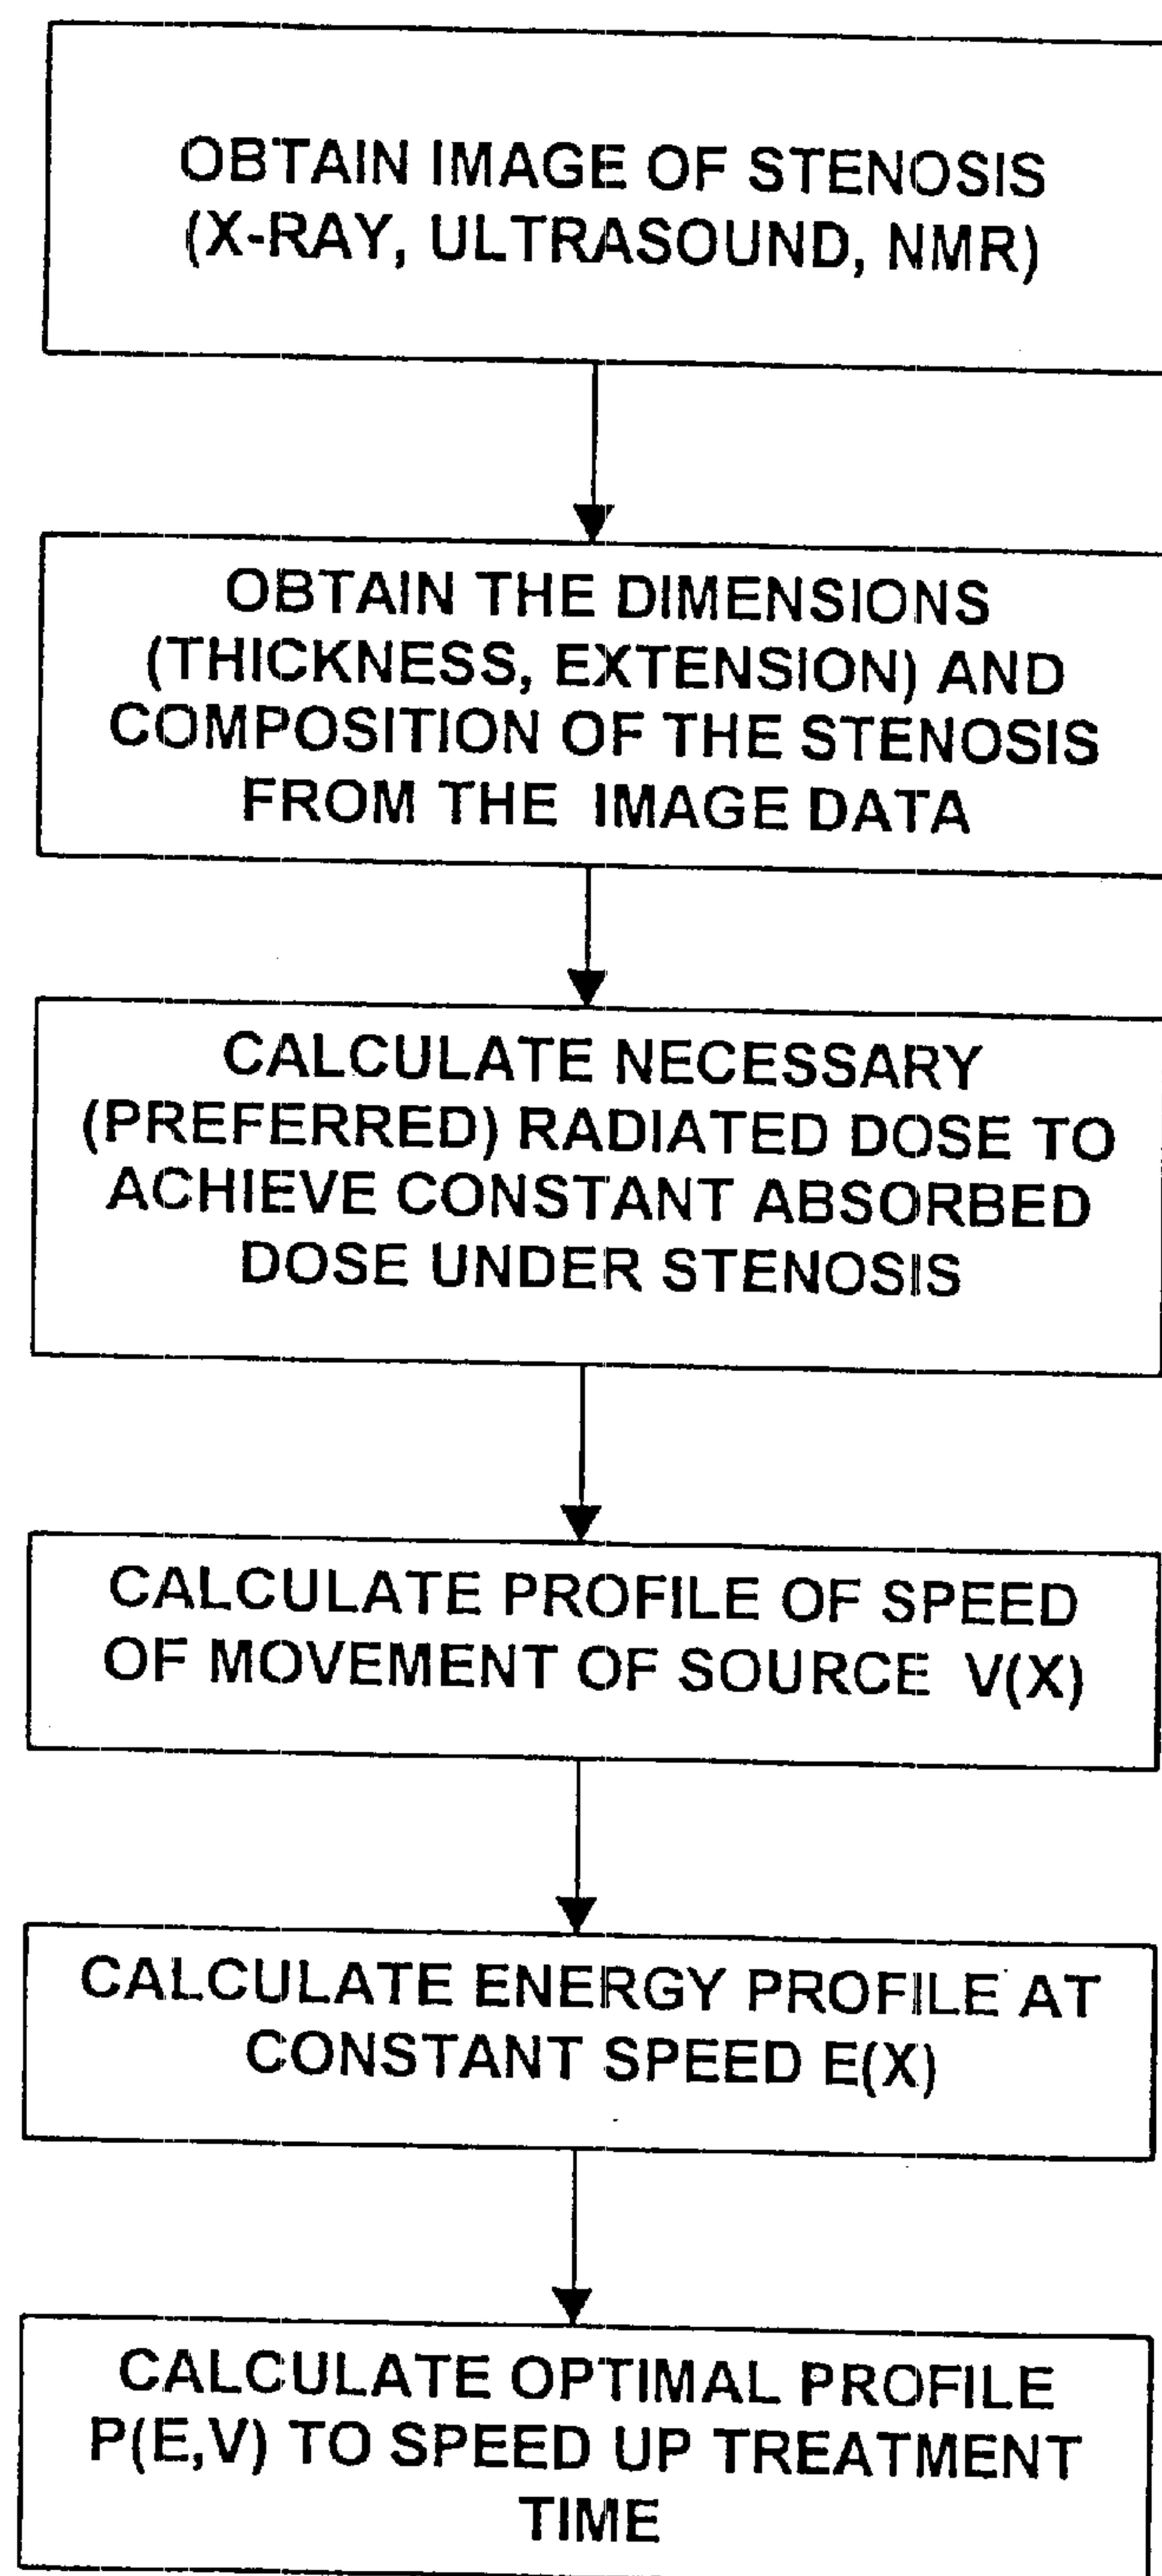 OBTAIN IMAGE OF STENOSIS
(X-RAY, ULTRASOUND, NMR)
OBTAIN THE DIMENSIONS
(THICKNESS, EXTENSION) AND
COMPOSITION OF THE STENOSIS
FROM THE IMAGE DATA
CALCULATE NECESSARY
(PREFERRED) RADIATED DOSE TO
ACHIEVE CONSTANT ABSORBED
DOSE UNDER STENOSIS
CALCULATE PROFILE OF SPEED
OF MOVEMENT OF SOURCE V(X)
CALCULATE ENERGY PROFILE AT
CONSTANT SPEED E(X)
CALCULATE OPTIMAL PROFILE
P(E,V) TO SPEED UP TREATMENT
TIME